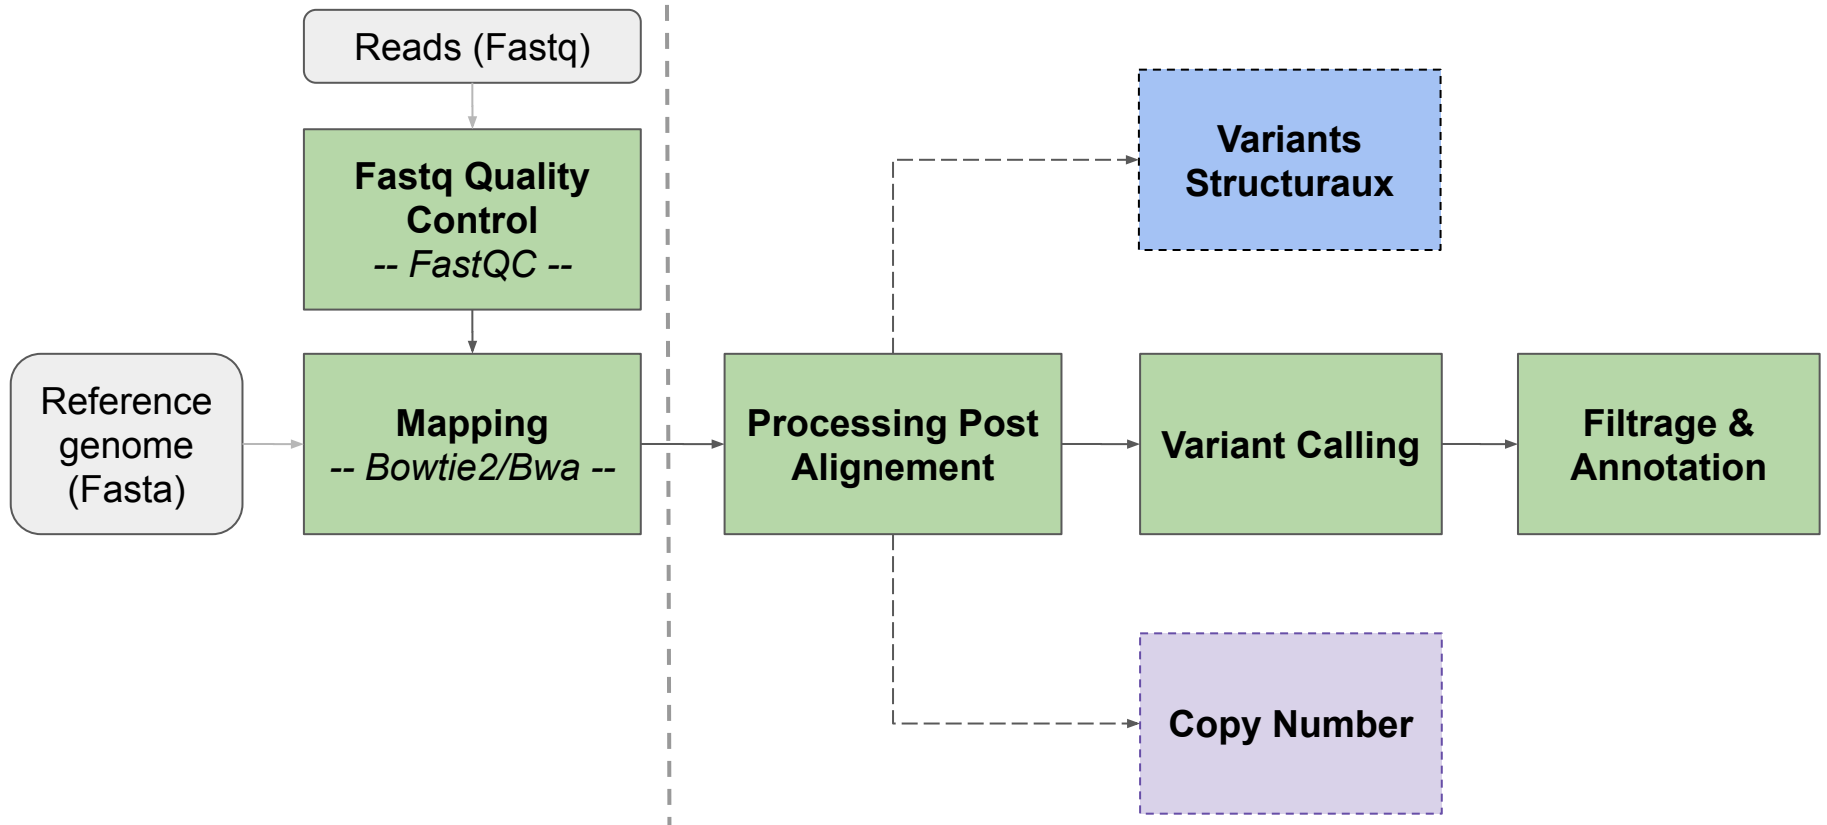 Reads (Fastq)
Fastq Quality
Control
-- FastQC --
Reference
genome
(Fasta)
Mapping
-- Bowtie2/Bwa --
Processing Post
Alignement
Variants
Structuraux
Variant Calling
Filtrage &
Annotation
Copy Number